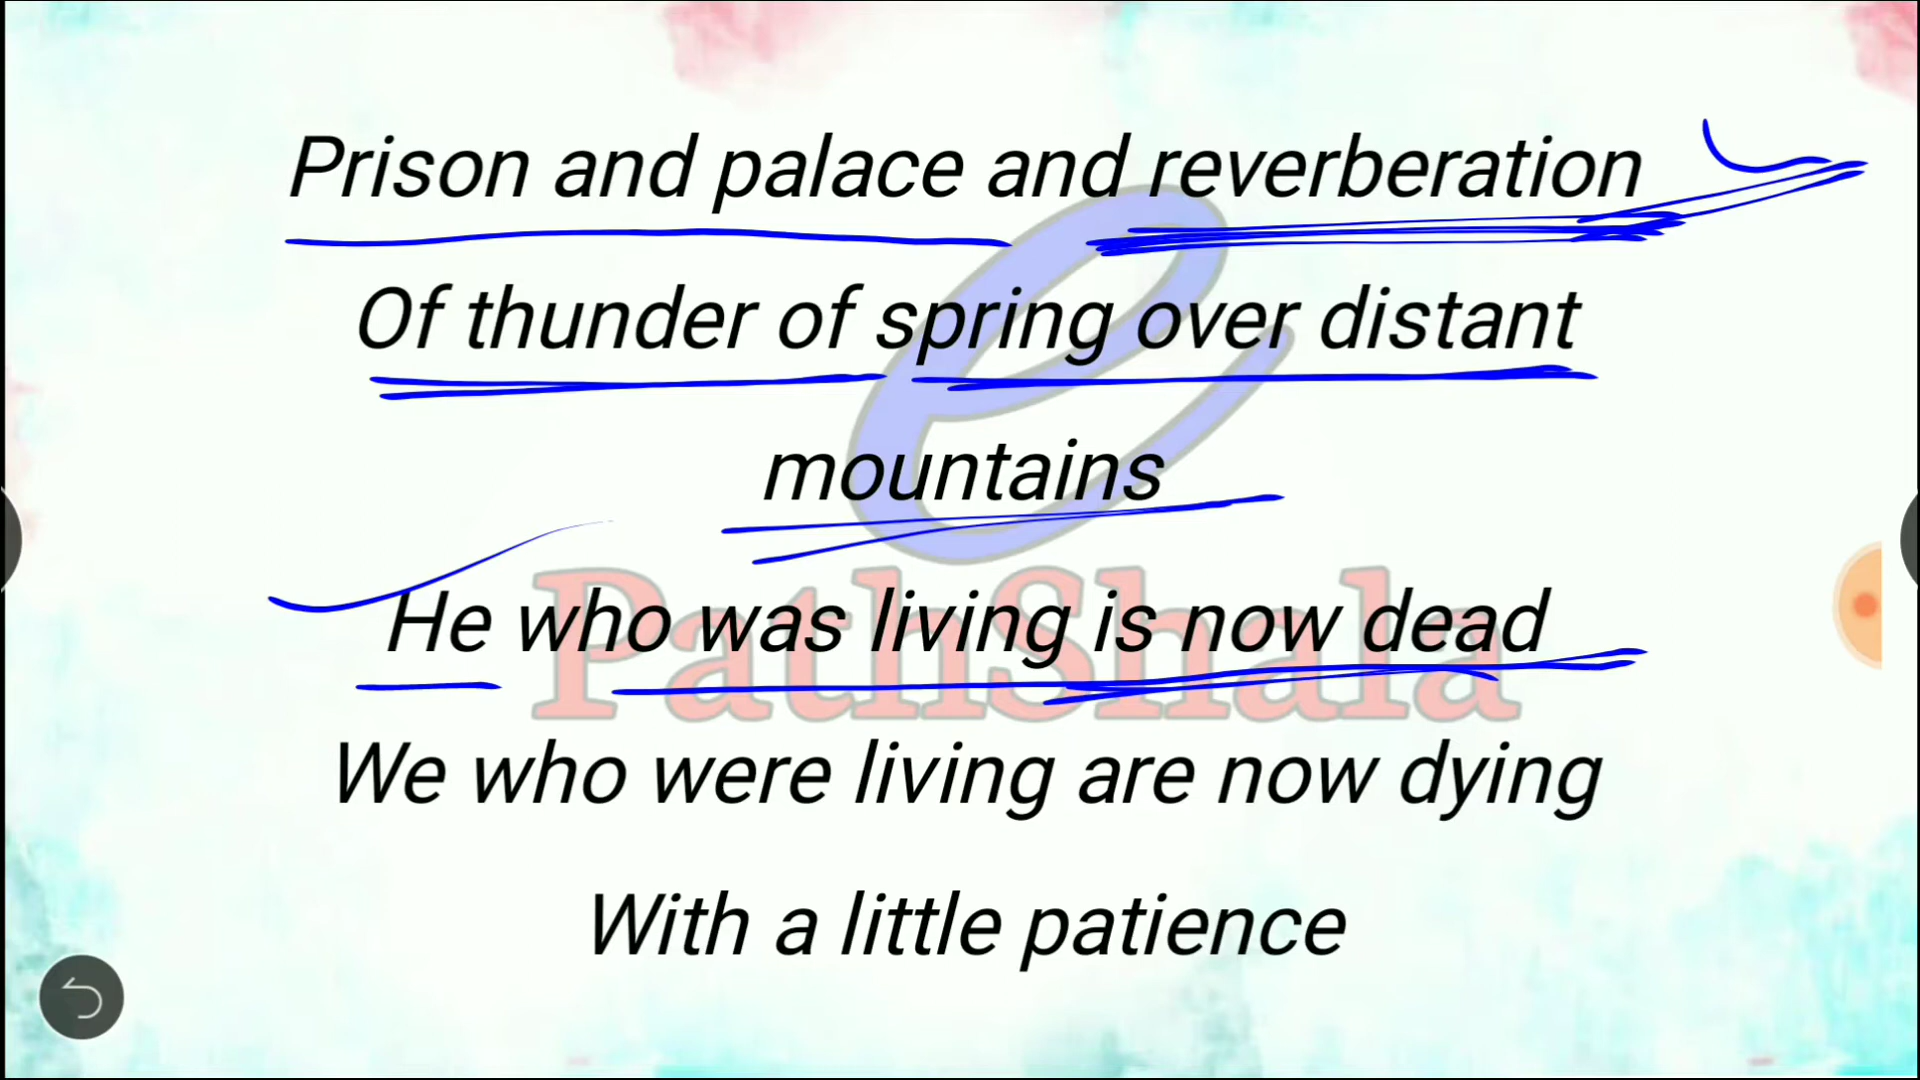 Prison and palace and reverberation
Of thunder of spring over distant
mountains
He who was living is now dead
We who were living are now dying
With a little patience
e
PathShala